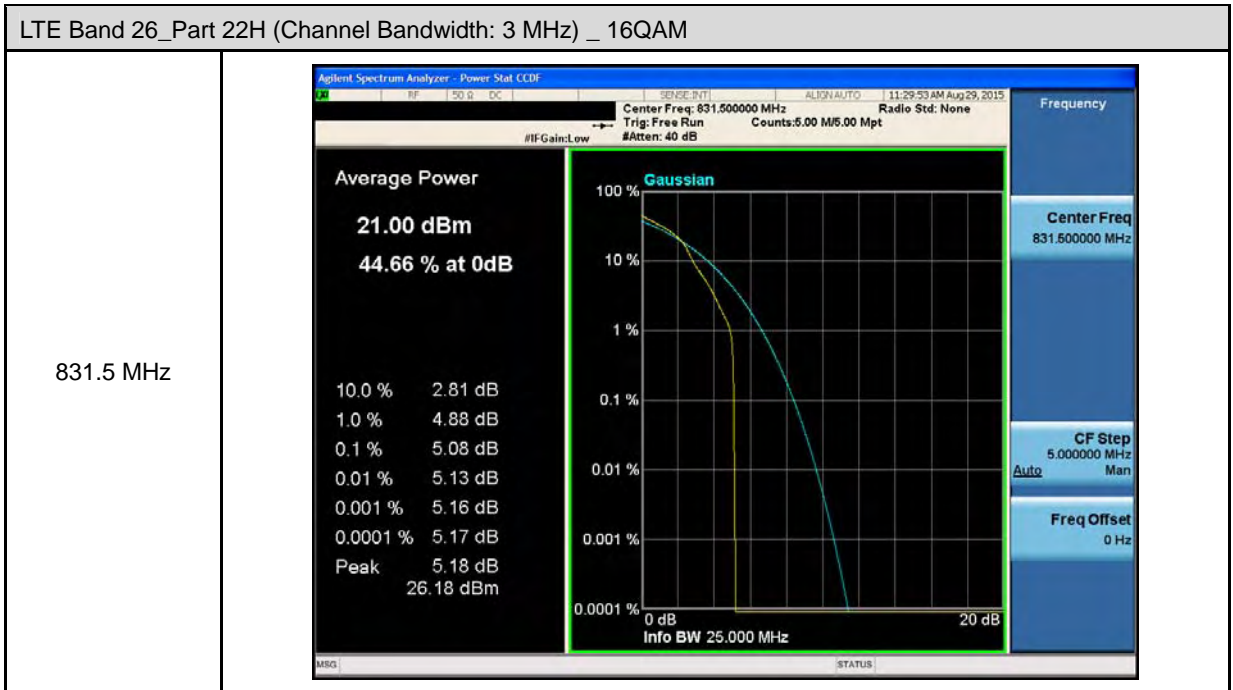 LTE Band 26_Part 22H (Channel Bandwidth: 3 MHz) _ 16QAM
831.5 MHz
Agilent Spectrum Analyzer - Power Stat CCDF
RF 50 Ω DC SENSE:INT ALIGN AUTO 11:29:53 AM Aug 29, 2015
Center Freq: 831.500000 MHz Radio Std: None
Trig: Free Run Counts:5.00 M/5.00 Mpt
#IFGain:Low #Atten: 40 dB
Average Power
21.00 dBm
44.66 % at 0dB
10.0 % 2.81 dB
1.0 % 4.88 dB
0.1 % 5.08 dB
0.01 % 5.13 dB
0.001 % 5.16 dB
0.0001 % 5.17 dB
Peak 5.18 dB
26.18 dBm
Gaussian
100 %
10 %
1 %
0.1 %
0.01 %
0.001 %
0.0001 %
0 dB 20 dB
Info BW 25.000 MHz
Frequency
Center Freq
831.500000 MHz
CF Step
5.000000 MHz
Auto Man
Freq Offset
0 Hz
MSG STATUS